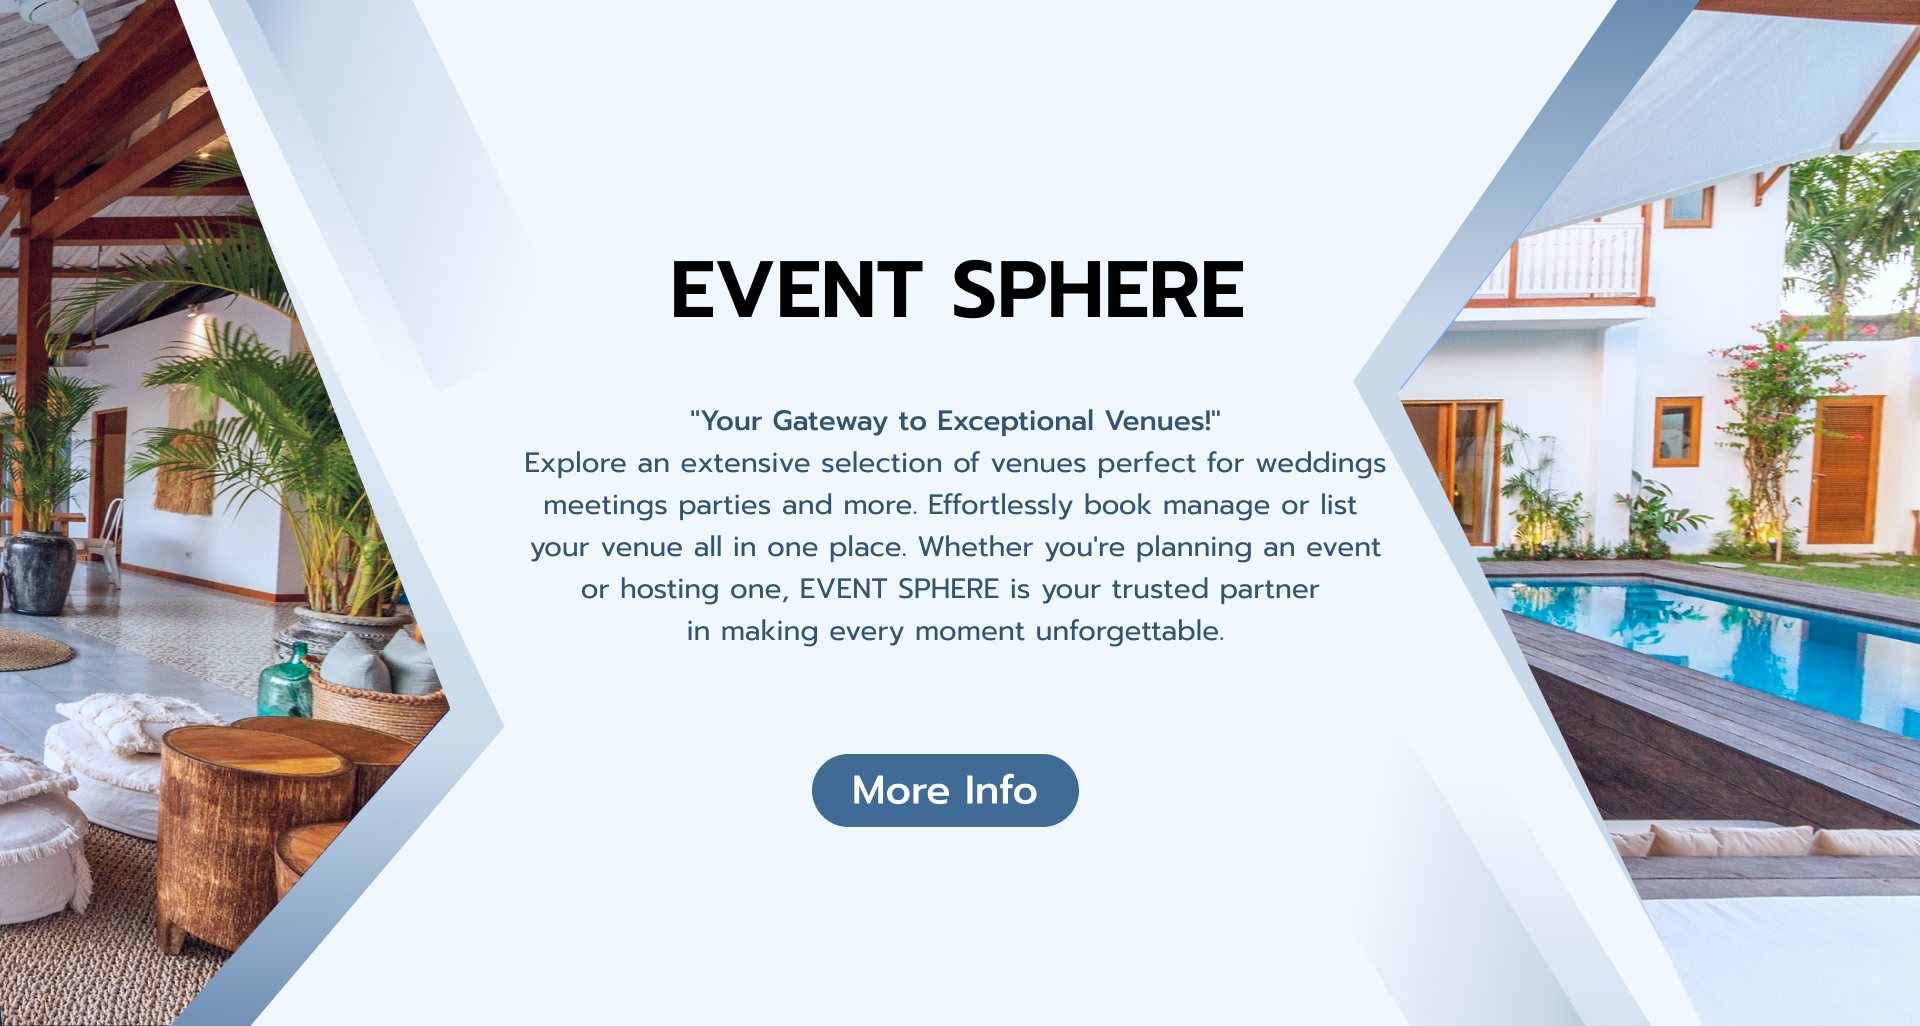 EVENT SPHERE
"Your Gateway to Exceptional Venues!"
Explore an extensive selection of venues perfect for weddings
meetings parties and more. Effortlessly book manage or list
your venue all in one place. Whether you're planning an event
or hosting one, EVENT SPHERE is your trusted partner
in making every moment unforgettable.
More Info